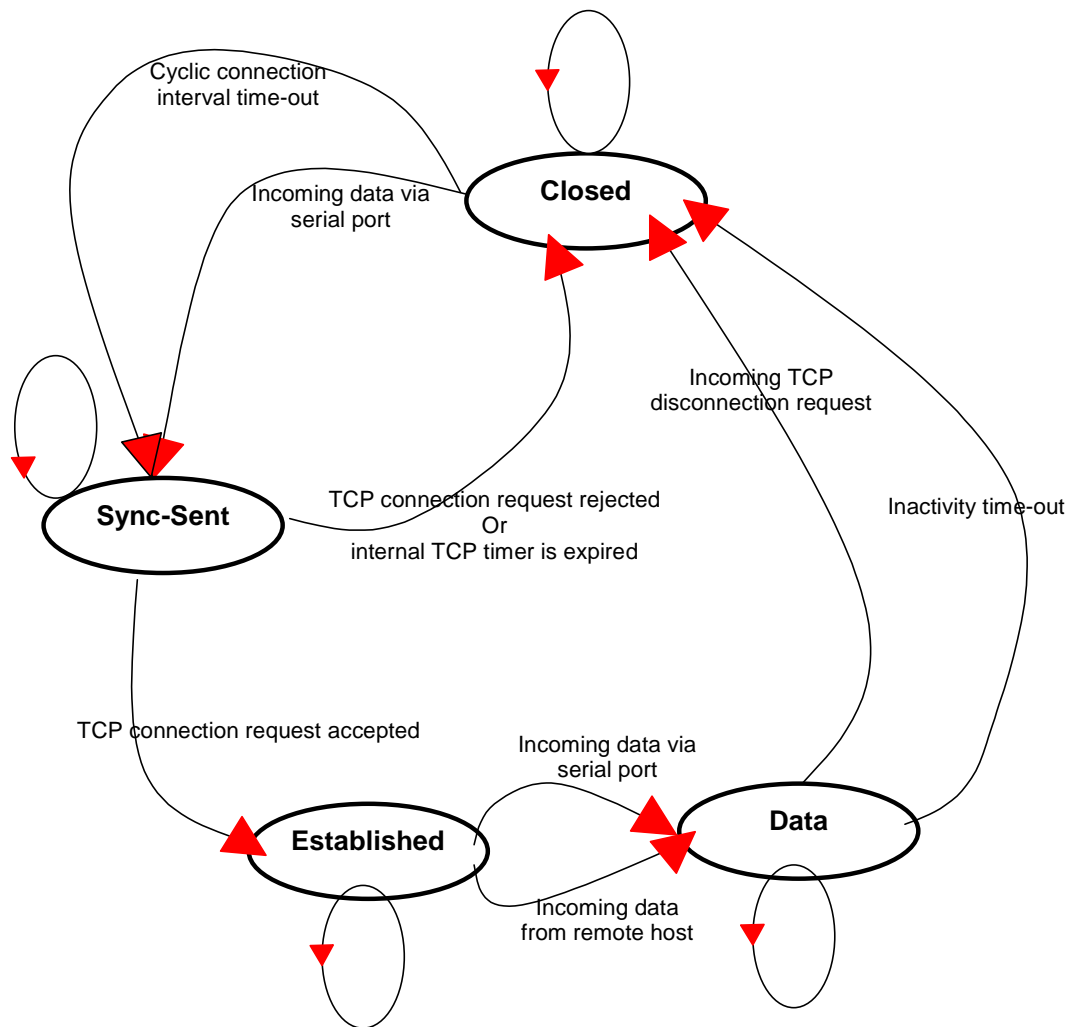 Cyclic connection
interval time-out
Closed
Incoming data via
serial port
Incoming TCP
disconnection request
Sync-Sent
TCP connection request rejected
Or
internal TCP timer is expired
Inactivity time-out
TCP connection request accepted
Incoming data via
serial port
Established
Data
Incoming data
from remote host